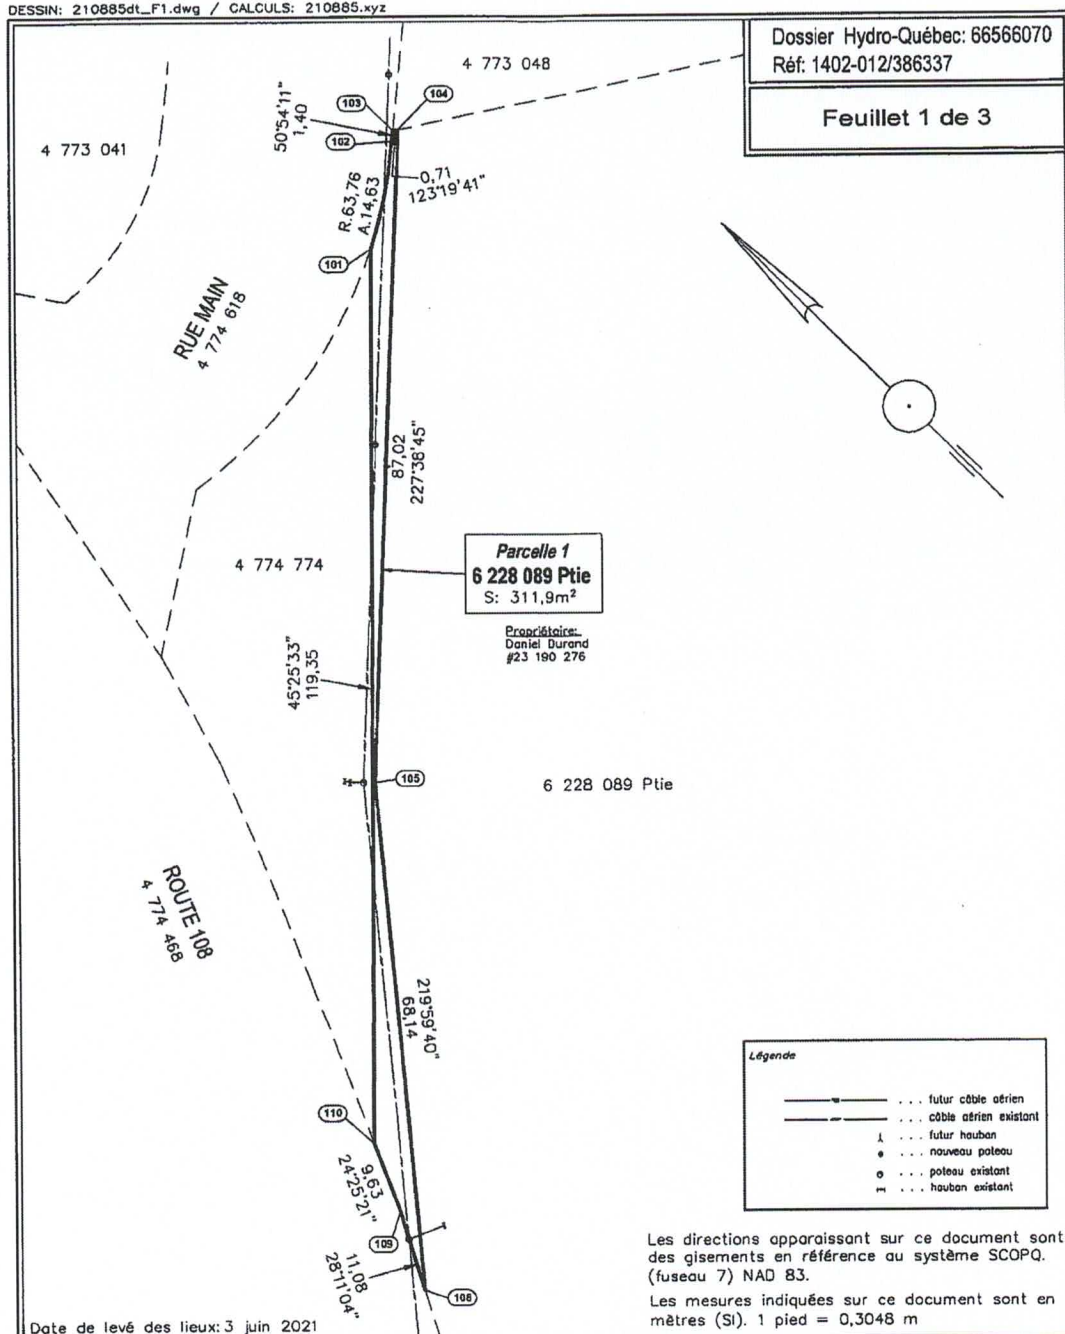 DESSIN: 210885dt_F1.dwg / CALCULS: 210885.xyz
Dossier Hydro-Québec: 66566070
Réf: 1402-012/386337
Feuillet 1 de 3
4 773 048
4 773 041
103
104
50°54'11"
1,40
102
0,71
123°19'41"
R.63,76
A.14,63
101
RUE MAIN
4 774 618
87,02
227°38'45"
4 774 774
Parcelle 1
6 228 089 Ptie
S: 311,9m²
Propriétaire:
Daniel Durand
#23 190 276
45°25'33"
119,35
105
6 228 089 Ptie
ROUTE 108
4 774 468
219°59'40"
68,14
110
9,63
24°25'21"
109
11,08
28°11'04"
108
Légende
... futur câble aérien
... câble aérien existant
... futur hauban
... nouveau poteau
... poteau existant
... hauban existant
Les directions apparaissant sur ce document sont
des gisements en référence au système SCOPQ.
(fuseau 7) NAD 83.
Les mesures indiquées sur ce document sont en
mètres (SI). 1 pied = 0,3048 m
Date de levé des lieux: 3 juin 2021